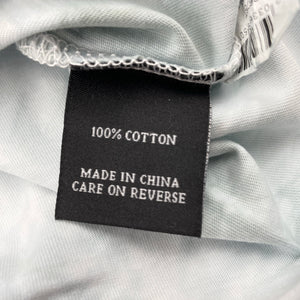 100% COTTON
MADE IN CHINA
CARE ON REVERSE